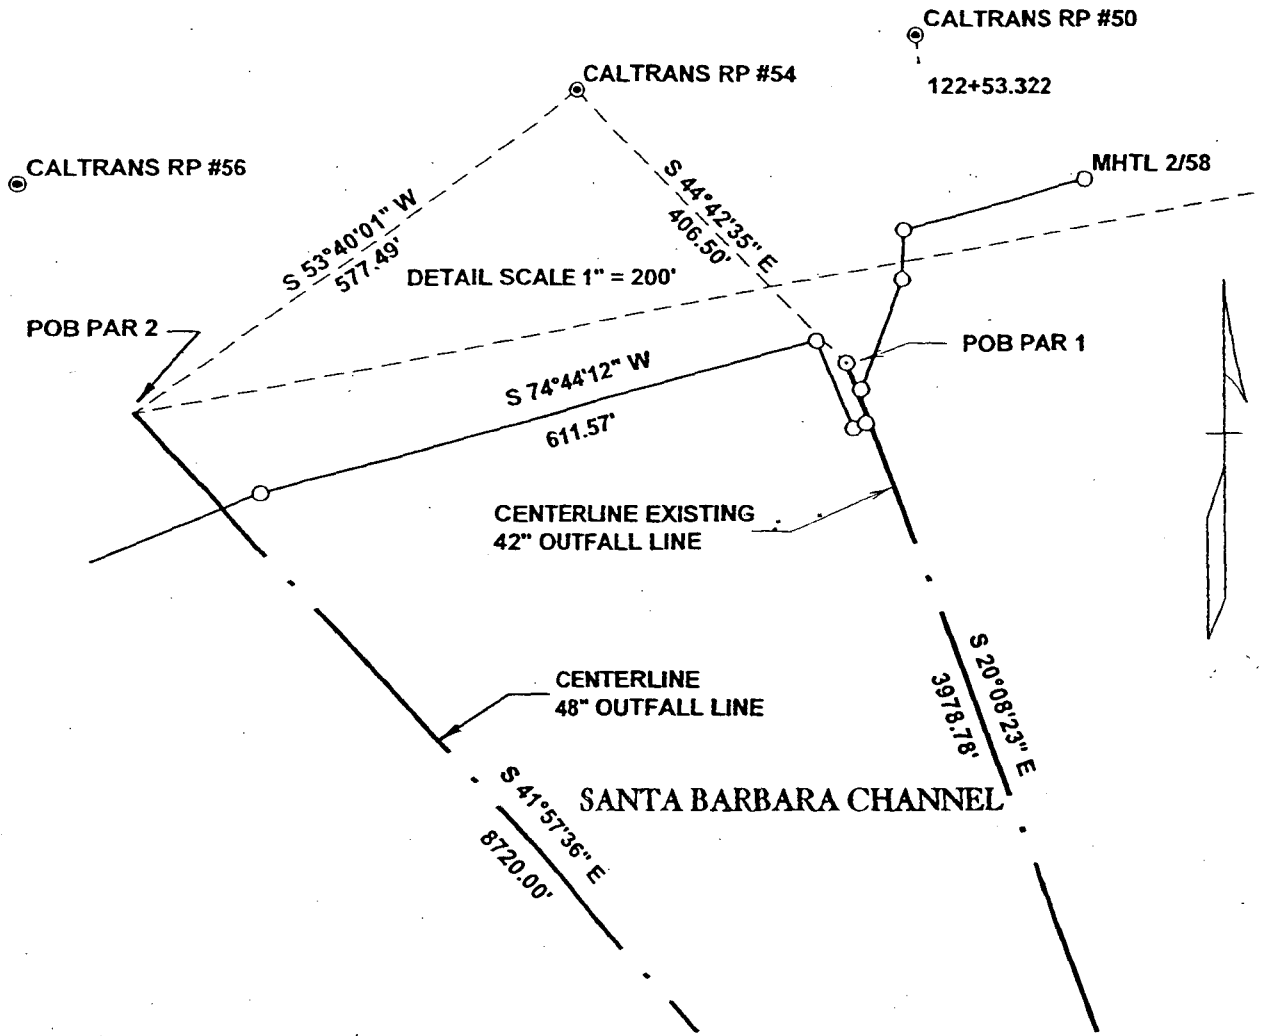 CALTRANS RP #50
122+53.322
CALTRANS RP #54
CALTRANS RP #56
MHTL 2/58
S 53°40'01" W
577.49'
S 44°42'35" E
406.50'
DETAIL SCALE 1" = 200'
POB PAR 2
POB PAR 1
S 74°44'12" W
611.57'
CENTERLINE EXISTING
42" OUTFALL LINE
S 20°08'23" E
3978.78'
CENTERLINE
48" OUTFALL LINE
SANTA BARBARA CHANNEL
S 41°57'36" E
8720.00'